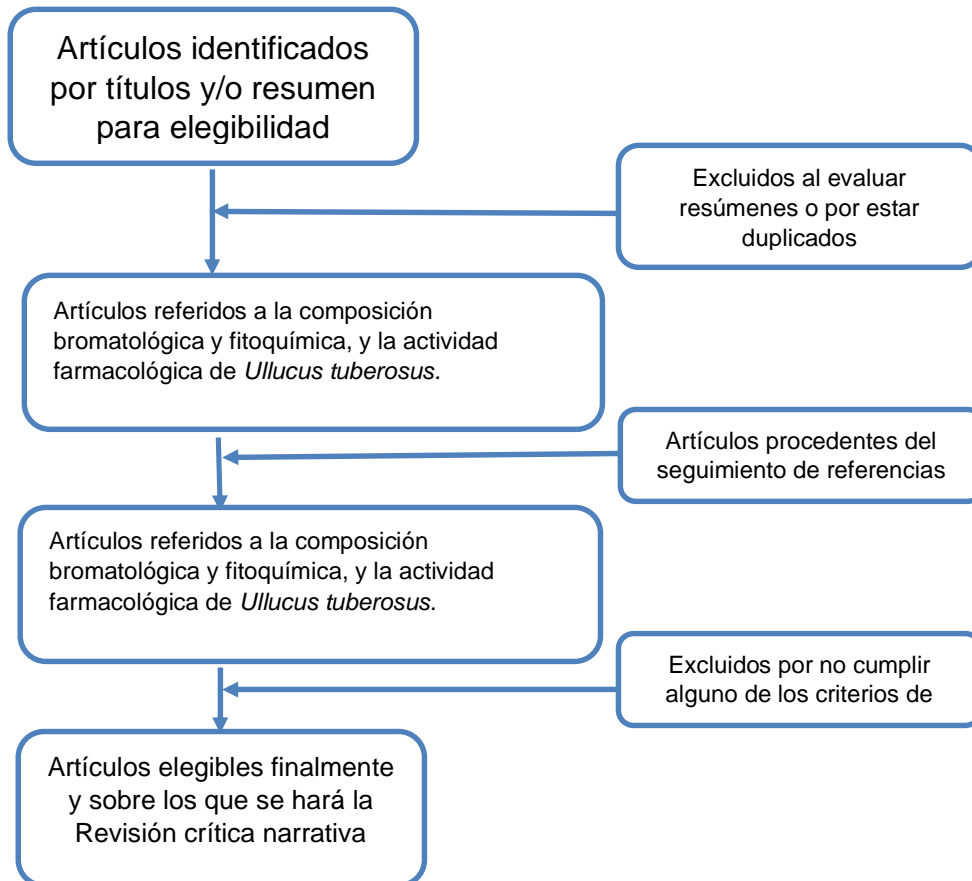 Artículos identificados
por títulos y/o resumen
para elegibilidad
Excluidos al evaluar
resúmenes o por estar
duplicados
Artículos referidos a la composición
bromatológica y fitoquímica, y la actividad
farmacológica de Ullucus tuberosus.
Artículos procedentes del
seguimiento de referencias
Artículos referidos a la composición
bromatológica y fitoquímica, y la actividad
farmacológica de Ullucus tuberosus.
Excluidos por no cumplir
alguno de los criterios de
Artículos elegibles finalmente
y sobre los que se hará la
Revisión crítica narrativa